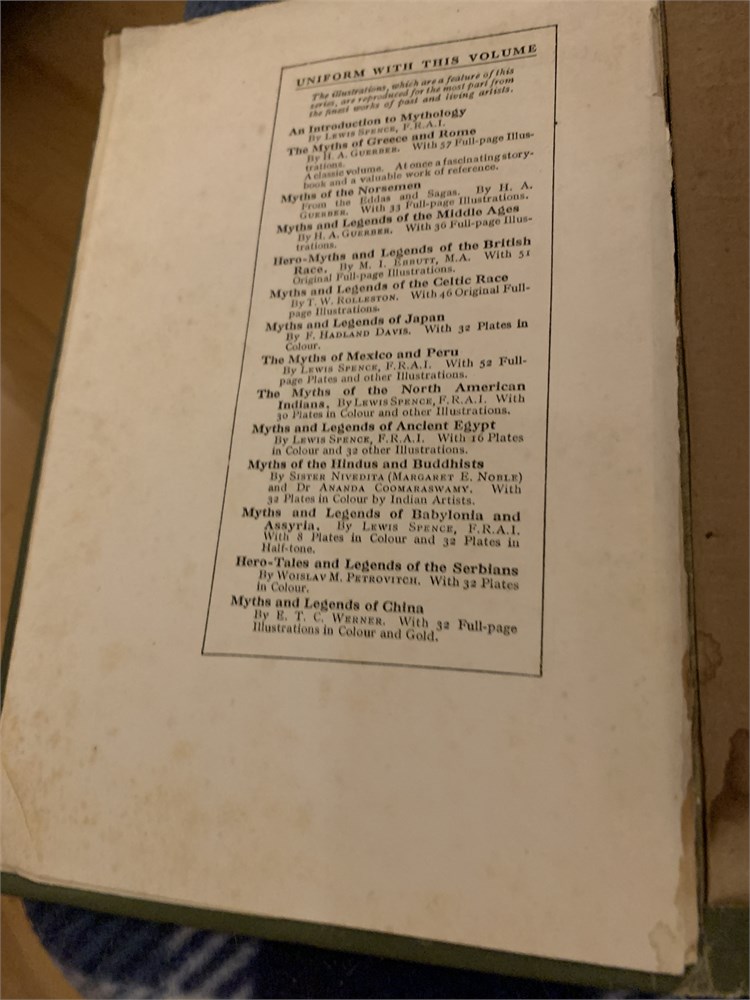 UNIFORM WITH THIS VOLUME
The illustrations, which are a feature of this
series, are reproduced for the most part from
the finest works of past and living artists.
An Introduction to Mythology
By Lewis Spence, F.R.A.I.
The Myths of Greece and Rome
By H. A. Guerber. With 57 Full-page Illus-
trations.
A classic volume. At once a fascinating story-
book and a valuable work of reference.
Myths of the Norsemen
From the Eddas and Sagas. By H. A.
Guerber. With 33 Full-page Illustrations.
Myths and Legends of the Middle Ages
By H. A. Guerber. With 36 Full-page Illus-
trations.
Hero-Myths and Legends of the British
Race. By M. I. Ebbutt, M.A. With 51
Original Full-page Illustrations.
Myths and Legends of the Celtic Race
By T. W. Rolleston. With 46 Original Full-
page Illustrations.
Myths and Legends of Japan
By F. Hadland Davis. With 32 Plates in
Colour.
The Myths of Mexico and Peru
By Lewis Spence, F.R.A.I. With 52 Full-
page Plates and other Illustrations.
The Myths of the North American
Indians. By Lewis Spence, F.R.A.I. With
30 Plates in Colour and other Illustrations.
Myths and Legends of Ancient Egypt
By Lewis Spence, F.R.A.I. With 16 Plates
in Colour and 32 other Illustrations.
Myths of the Hindus and Buddhists
By Sister Nivedita (Margaret E. Noble)
and Dr Ananda Coomaraswamy. With
32 Plates in Colour by Indian Artists.
Myths and Legends of Babylonia and
Assyria. By Lewis Spence, F.R.A.I.
With 8 Plates in Colour and 32 Plates in
Half-tone.
Hero-Tales and Legends of the Serbians
By Woislav M. Petrovitch. With 32 Plates
in Colour.
Myths and Legends of China
By E. T. C. Werner. With 32 Full-page
Illustrations in Colour and Gold.